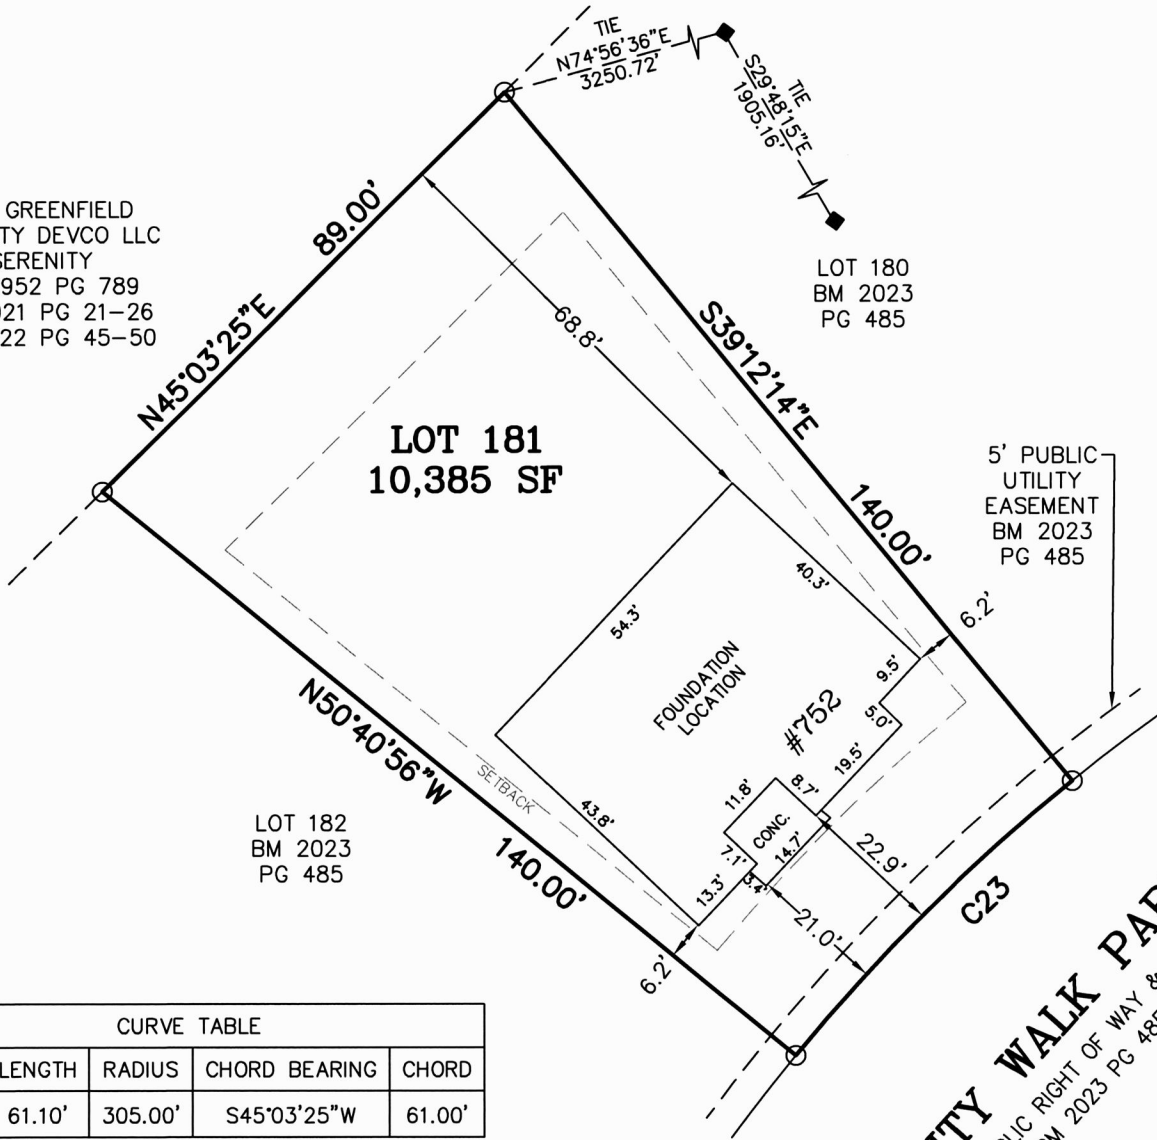 TIE
N74°56'36"E
3250.72'
TIE
S29°48'15"E
1905.16'
GREENFIELD
TY DEVCO LLC
SERENITY
952 PG 789
021 PG 21-26
22 PG 45-50
89.00'
N45°03'25"E
LOT 180
BM 2023
PG 485
68.8'
S39°12'14"E
140.00'
LOT 181
10,385 SF
5' PUBLIC
UTILITY
EASEMENT
BM 2023
PG 485
40.3'
54.3'
6.2'
9.5'
5.0'
FOUNDATION
LOCATION
#752
19.5'
8.7'
11.8'
CONC.
14.7'
7.1'
3.4'
13.3'
43.8'
SETBACK
N50°40'56"W
140.00'
22.9'
21.0'
6.2'
C23
LOT 182
BM 2023
PG 485
WALK
RIGHT OF WAY &
BM 2023 PG 485
CURVE TABLE
LENGTH RADIUS CHORD BEARING CHORD
61.10' 305.00' S45°03'25"W 61.00'